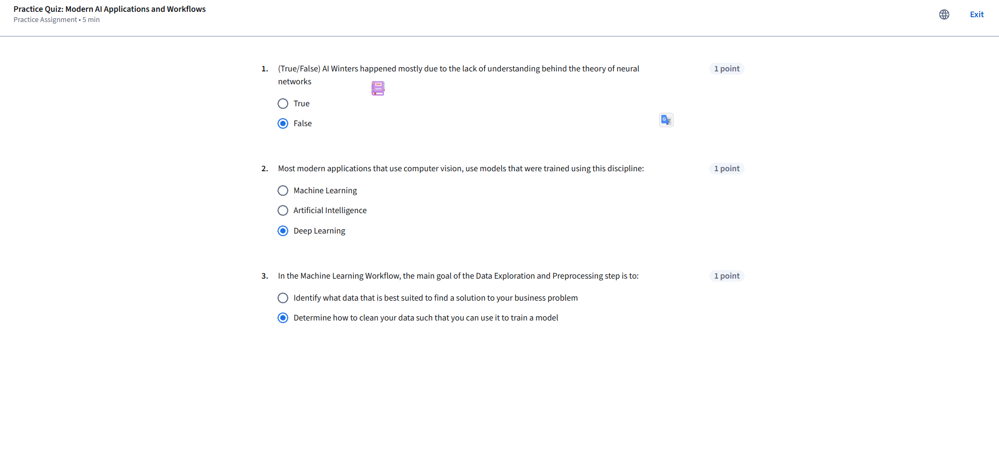 Practice Quiz: Modern AI Applications and Workflows
Practice Assignment • 5 min
Exit
1. (True/False) AI Winters happened mostly due to the lack of understanding behind the theory of neural
networks
1 point
True
False
2. Most modern applications that use computer vision, use models that were trained using this discipline:
1 point
Machine Learning
Artificial Intelligence
Deep Learning
3. In the Machine Learning Workflow, the main goal of the Data Exploration and Preprocessing step is to:
1 point
Identify what data that is best suited to find a solution to your business problem
Determine how to clean your data such that you can use it to train a model